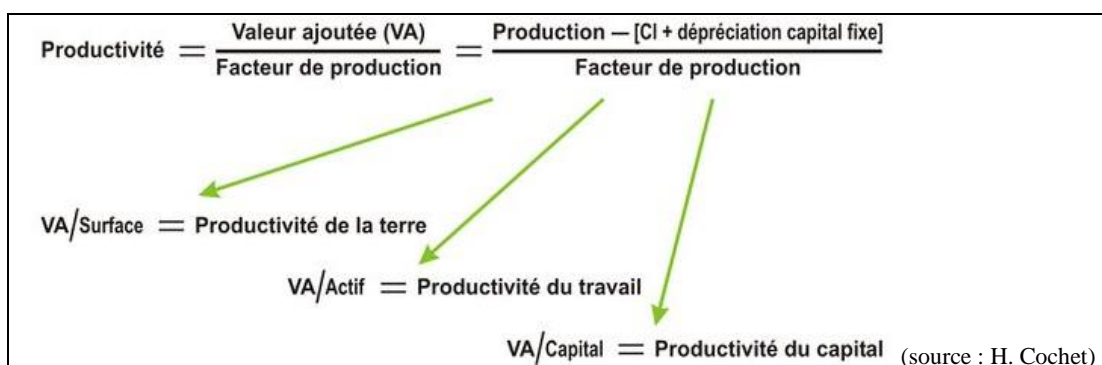 Productivité = Valeur ajoutée (VA) / Facteur de production = Production — [CI + dépréciation capital fixe] / Facteur de production
VA/Surface = Productivité de la terre
VA/Actif = Productivité du travail
VA/Capital = Productivité du capital (source : H. Cochet)